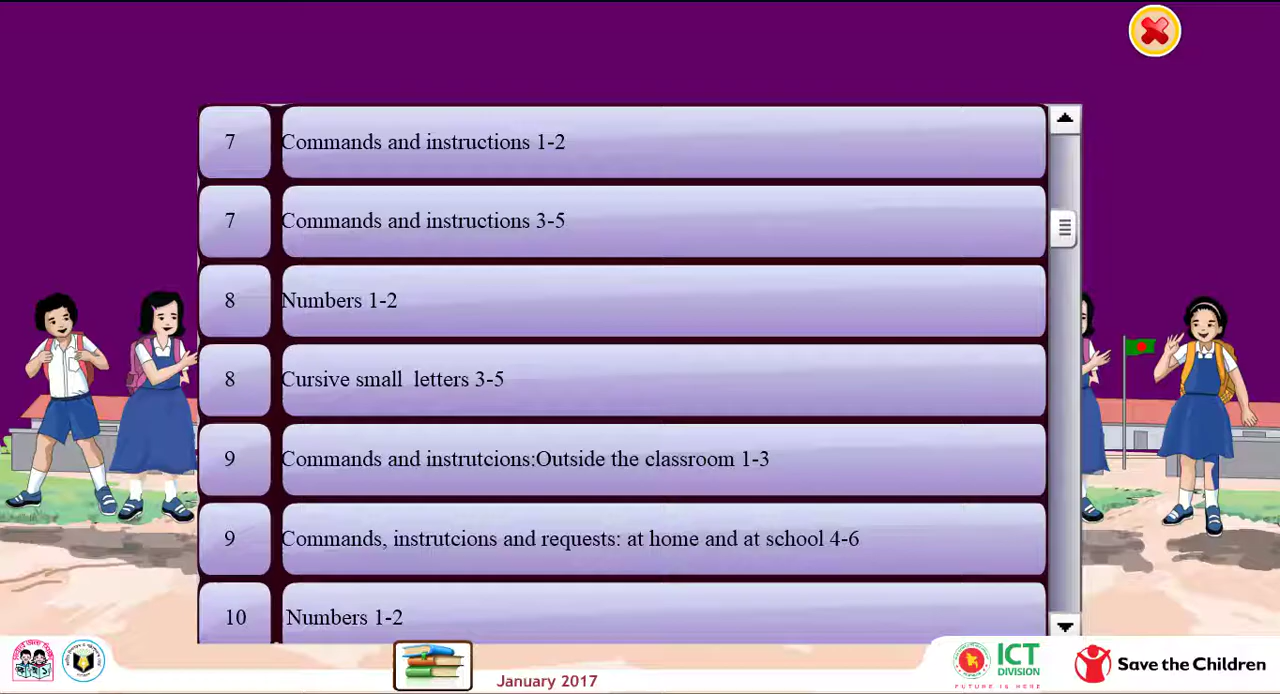 7 Commands and instructions 1-2
7 Commands and instructions 3-5
8 Numbers 1-2
8 Cursive small letters 3-5
9 Commands and instrutcions:Outside the classroom 1-3
9 Commands, instrutcions and requests: at home and at school 4-6
10 Numbers 1-2
January 2017
ICT
DIVISION
FUTURE IS HERE
Save the Children